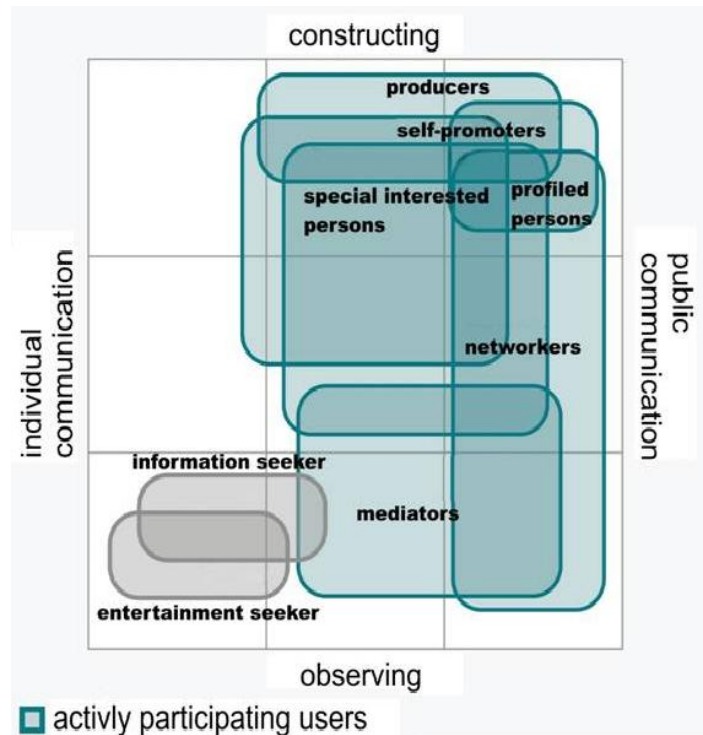 constructing
producers
self-promoters
special interested
persons
profiled
persons
individual
communication
public
communication
networkers
information seeker
mediators
entertainment seeker
observing
activly participating users